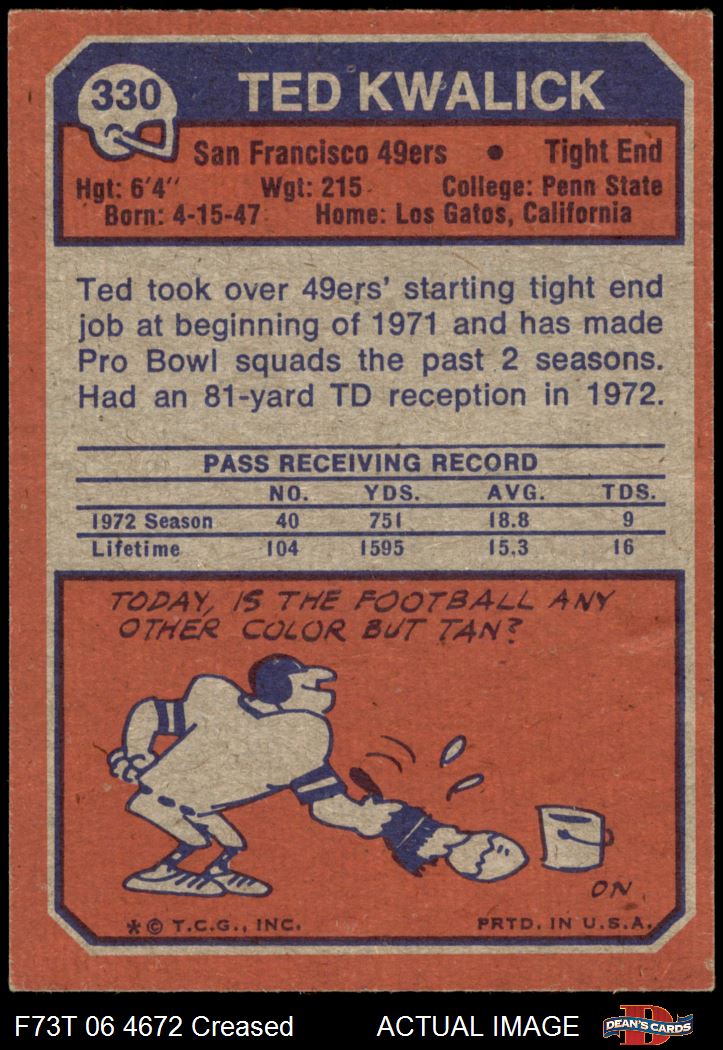 330
TED KWALICK
San Francisco 49ers • Tight End
Hgt: 6'4" Wgt: 215 College: Penn State
Born: 4-15-47 Home: Los Gatos, California
Ted took over 49ers' starting tight end
job at beginning of 1971 and has made
Pro Bowl squads the past 2 seasons.
Had an 81-yard TD reception in 1972.
PASS RECEIVING RECORD
NO. YDS. AVG. TDS.
1972 Season 40 751 18.8 9
Lifetime 104 1595 15.3 16
TODAY, IS THE FOOTBALL ANY
OTHER COLOR BUT TAN?
ON
* © T.C.G., INC. PRTD. IN U.S.A.
F73T 06 4672 Creased ACTUAL IMAGE
D
DEAN'S CARDS